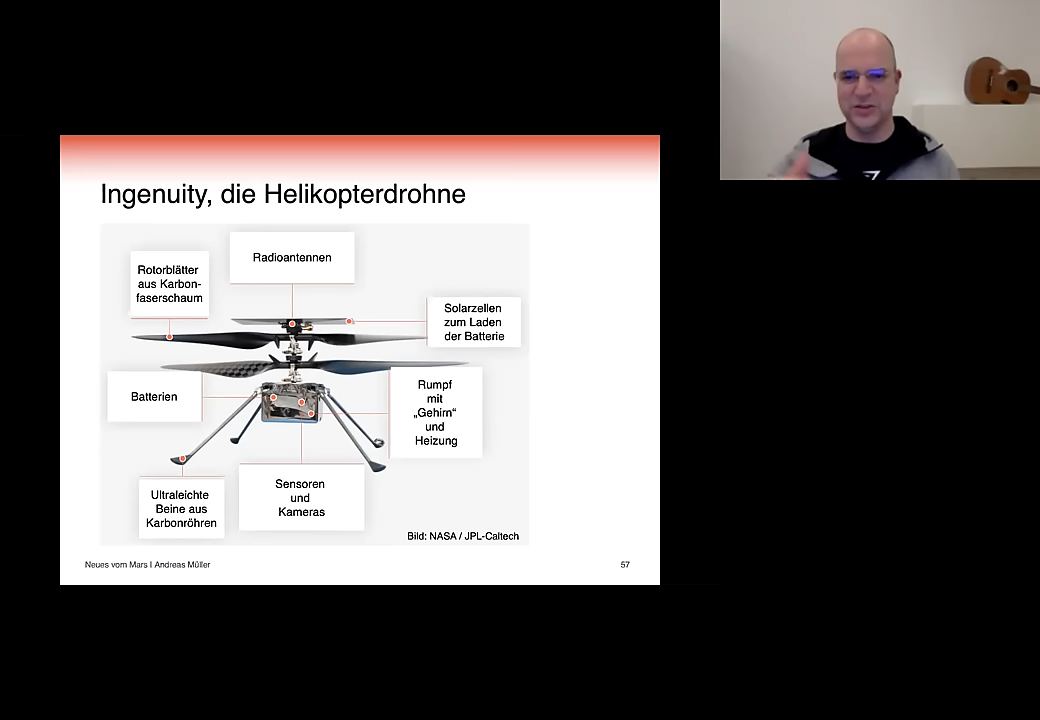 Ingenuity, die Helikopterdrohne
Radioantennen
Rotorblätter
aus Karbon-
faserschaum
Solarzellen
zum Laden
der Batterie
Batterien
Rumpf
mit
„Gehirn“
und
Heizung
Ultraleichte
Beine aus
Karbonröhren
Sensoren
und
Kameras
Bild: NASA / JPL-Caltech
Neues vom Mars I Andreas Müller
57